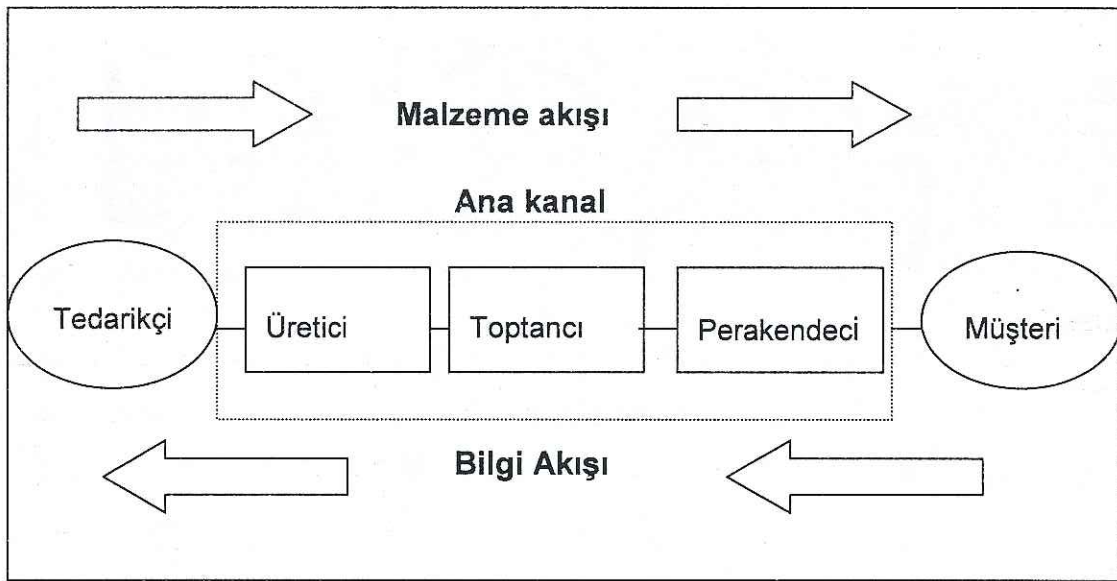 Malzeme akışı
Ana kanal
Tedarikçi
Üretici
Toptancı
Perakendeci
Müşteri
Bilgi Akışı